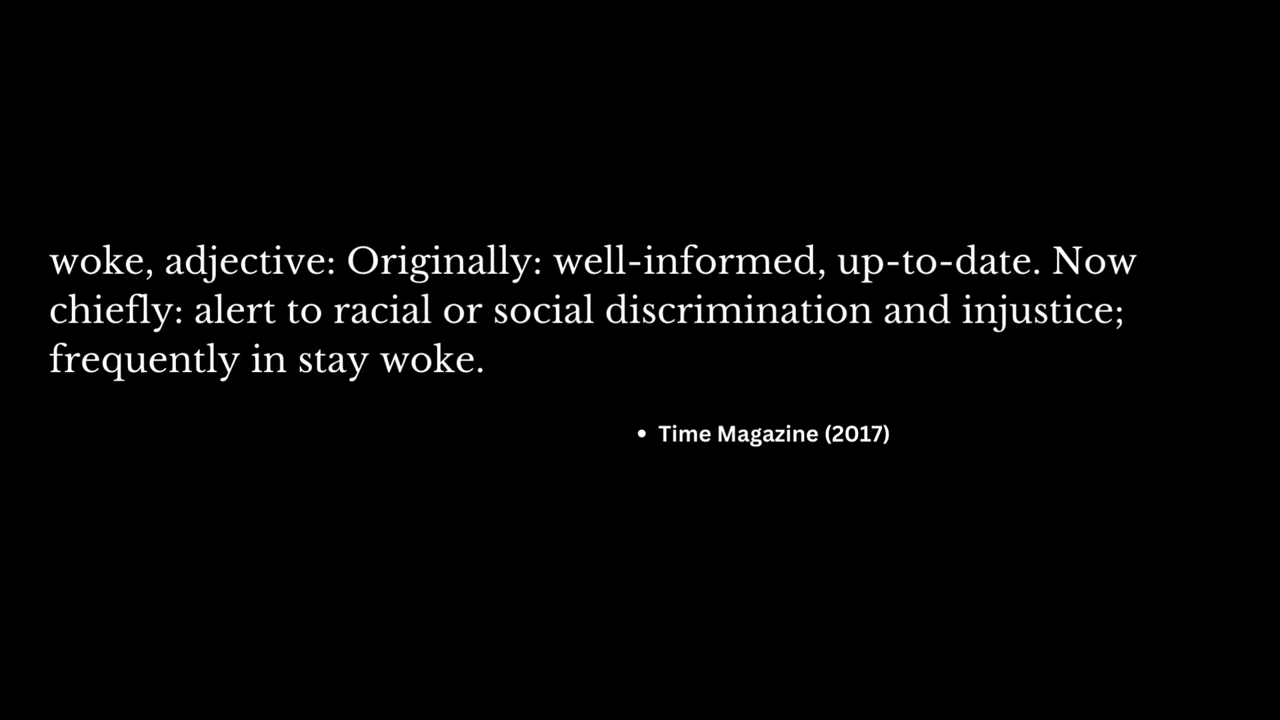 woke, adjective: Originally: well-informed, up-to-date. Now
chiefly: alert to racial or social discrimination and injustice;
frequently in stay woke.
• Time Magazine (2017)